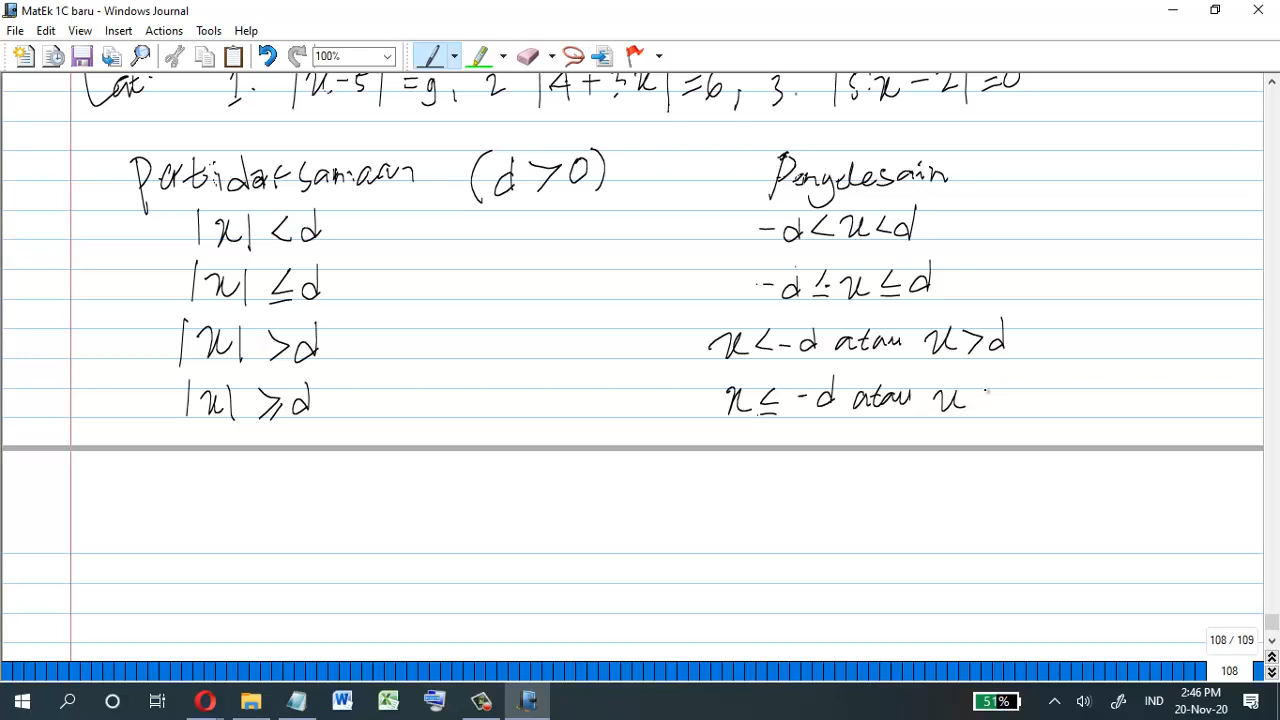 MatEk 1C baru - Windows Journal
File Edit View Insert Actions Tools Help
100%
Lat: 1. |x-5| = 9, 2 |4+3x| = 6, 3. |5x-2| = 0
Pertidaksamaan (d > 0) Pengelesain
|x| < d -d < x < d
|x| ≤ d -d ≤ x ≤ d
|x| > d x < -d atau x > d
|x| ≥ d x ≤ -d atau x
108 / 109
108
51% IND 2:46 PM
20-Nov-20